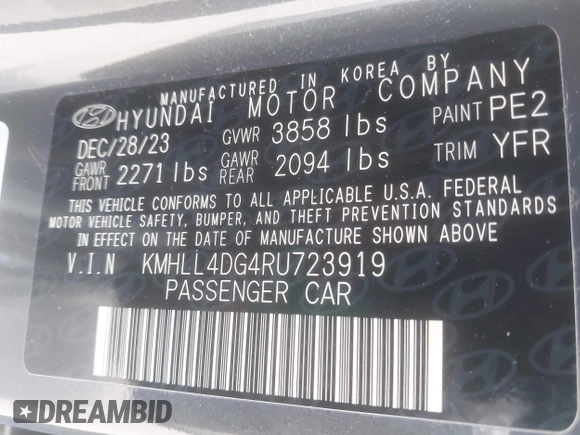 MANUFACTURED IN KOREA BY
HYUNDAI MOTOR COMPANY
DEC/28/23 GVWR 3858 lbs PAINT PE2
GAWR FRONT 2271 lbs GAWR REAR 2094 lbs TRIM YFR
THIS VEHICLE CONFORMS TO ALL APPLICABLE U.S.A. FEDERAL
MOTOR VEHICLE SAFETY, BUMPER, AND THEFT PREVENTION STANDARDS
IN EFFECT ON THE DATE OF MANUFACTURE SHOWN ABOVE
V.I.N KMHLL4DG4RU723919
PASSENGER CAR
DREAMBID